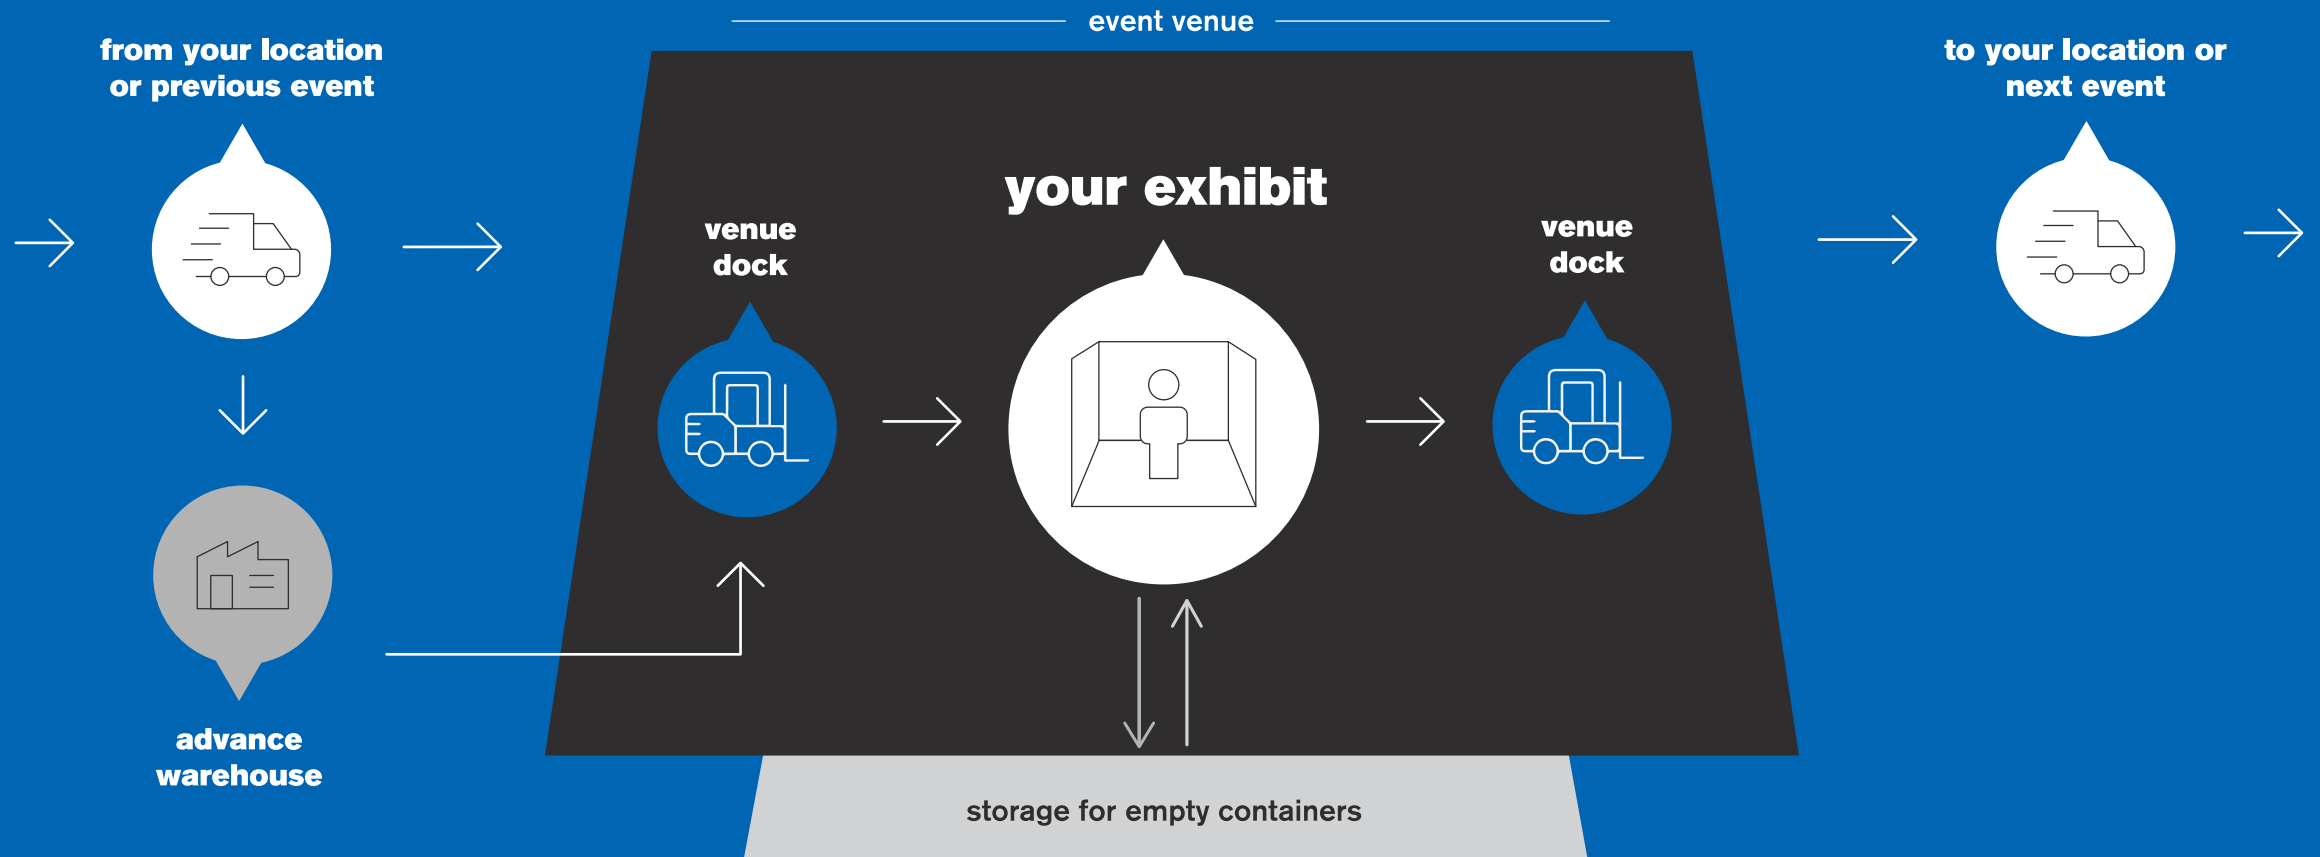 event venue
from your location
or previous event
to your location or
next event
your exhibit
venue
dock
venue
dock
advance
warehouse
storage for empty containers